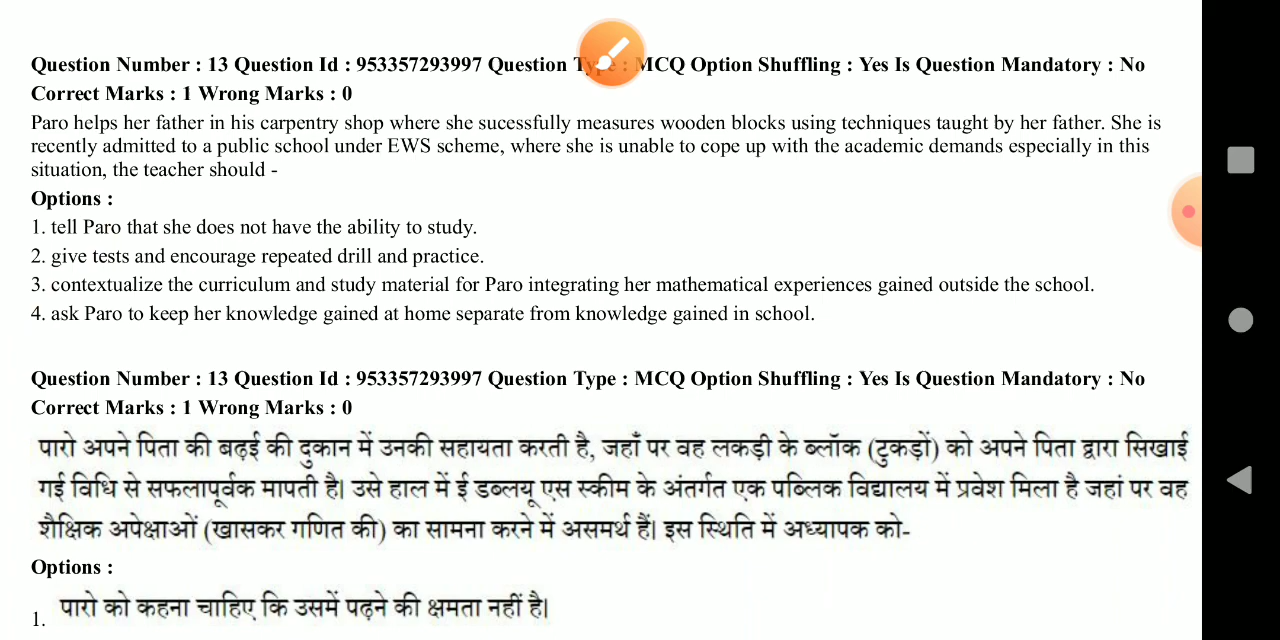 Question Number : 13 Question Id : 953357293997 Question Type : MCQ Option Shuffling : Yes Is Question Mandatory : No
Correct Marks : 1 Wrong Marks : 0
Paro helps her father in his carpentry shop where she sucessfully measures wooden blocks using techniques taught by her father. She is
recently admitted to a public school under EWS scheme, where she is unable to cope up with the academic demands especially in this
situation, the teacher should -
Options :
1. tell Paro that she does not have the ability to study.
2. give tests and encourage repeated drill and practice.
3. contextualize the curriculum and study material for Paro integrating her mathematical experiences gained outside the school.
4. ask Paro to keep her knowledge gained at home separate from knowledge gained in school.
Question Number : 13 Question Id : 953357293997 Question Type : MCQ Option Shuffling : Yes Is Question Mandatory : No
Correct Marks : 1 Wrong Marks : 0
पारो अपने पिता की बढ़ई की दुकान में उनकी सहायता करती है, जहाँ पर वह लकड़ी के ब्लॉक (टुकड़ों) को अपने पिता द्वारा सिखाई
गई विधि से सफलापूर्वक मापती है। उसे हाल में ई डब्लयू एस स्कीम के अंतर्गत एक पब्लिक विद्यालय में प्रवेश मिला है जहां पर वह
शैक्षिक अपेक्षाओं (खासकर गणित की) का सामना करने में असमर्थ हैं। इस स्थिति में अध्यापक को-
Options :
1. पारो को कहना चाहिए कि उसमें पढ़ने की क्षमता नहीं है।